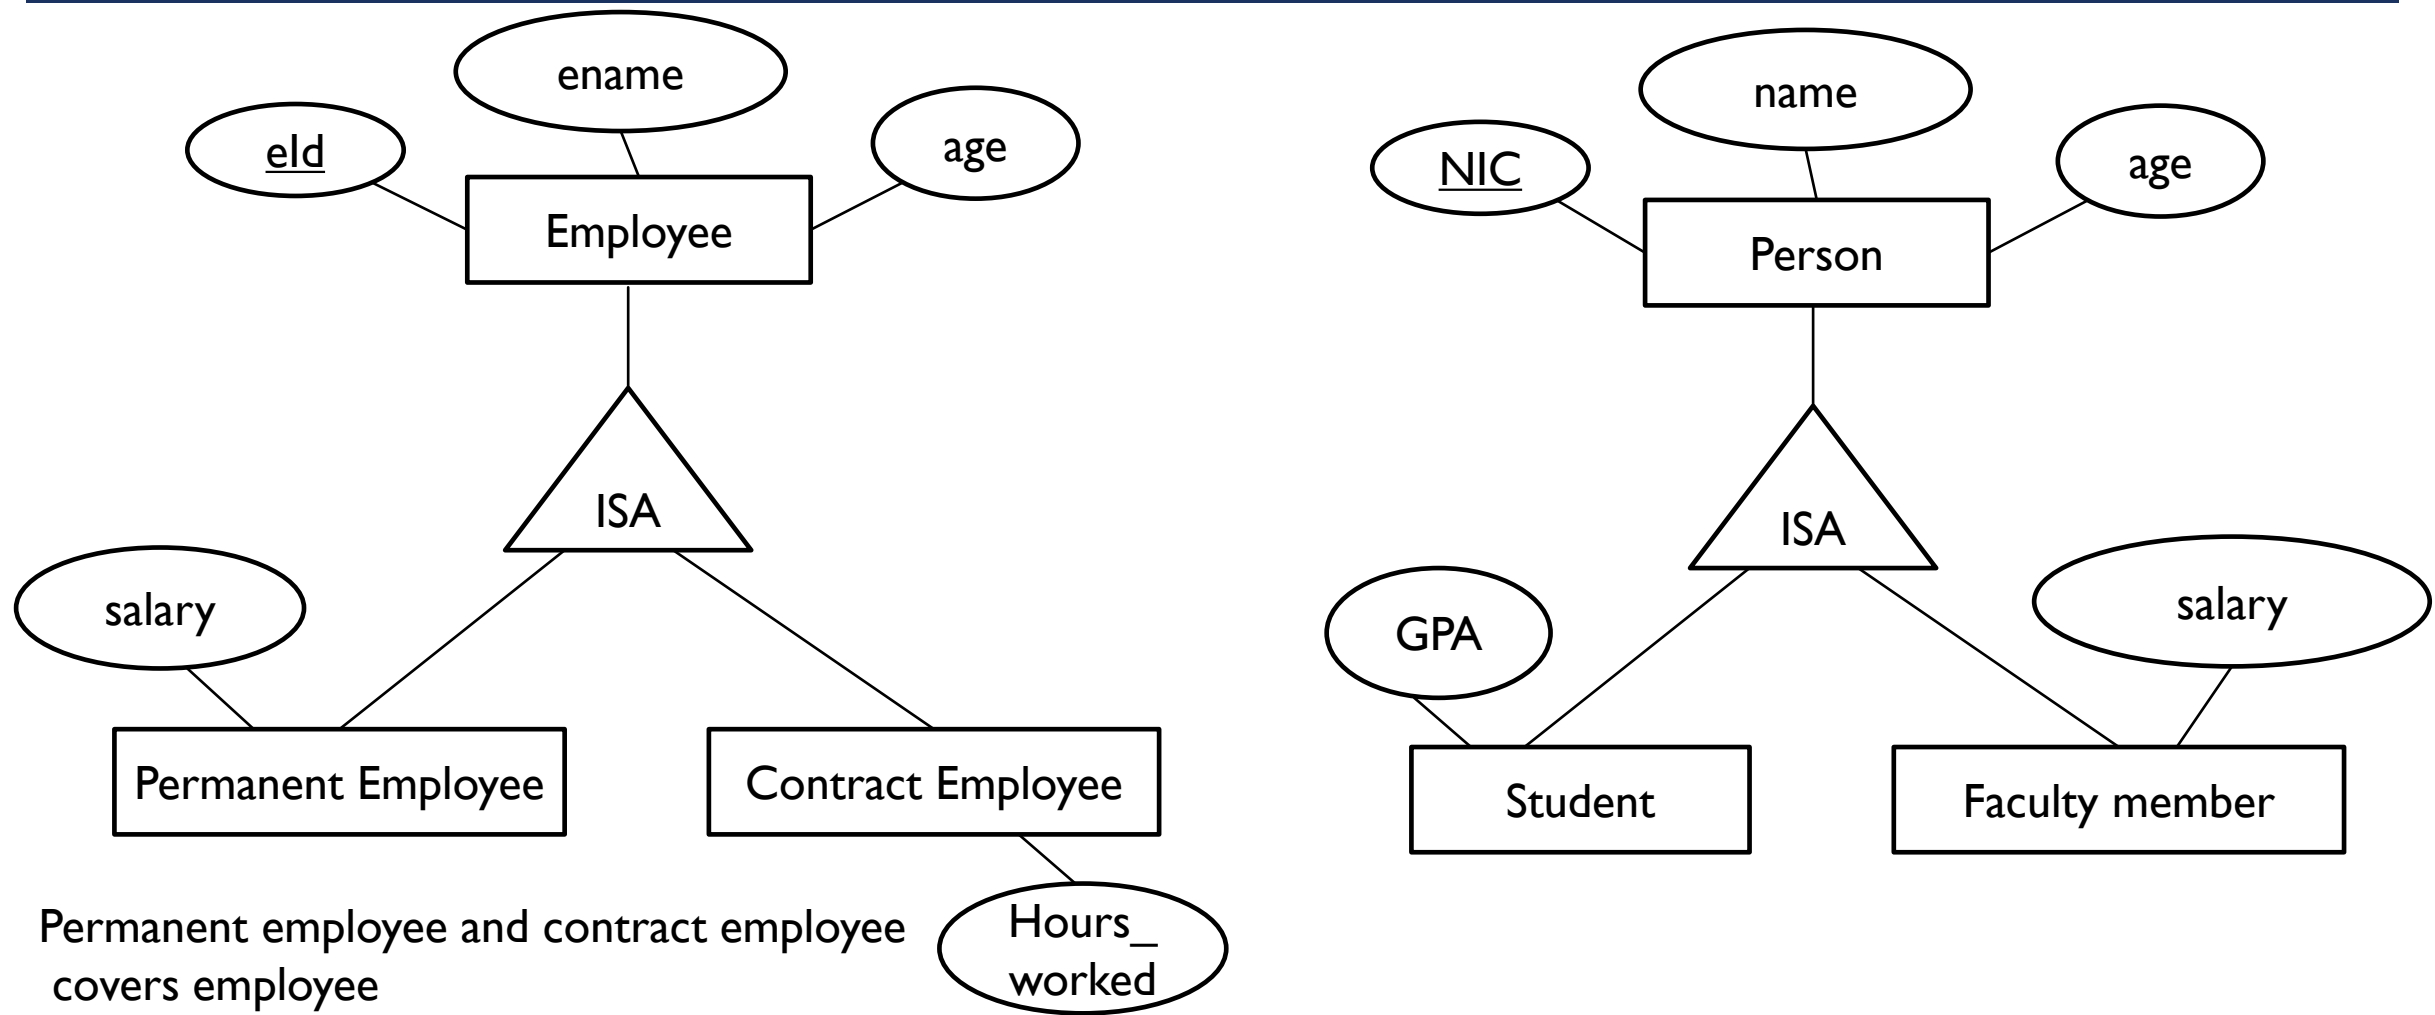 ename
eId
age
Employee
ISA
salary
Permanent Employee
Contract Employee
Hours_
worked
Permanent employee and contract employee
covers employee
name
NIC
age
Person
ISA
GPA
salary
Student
Faculty member